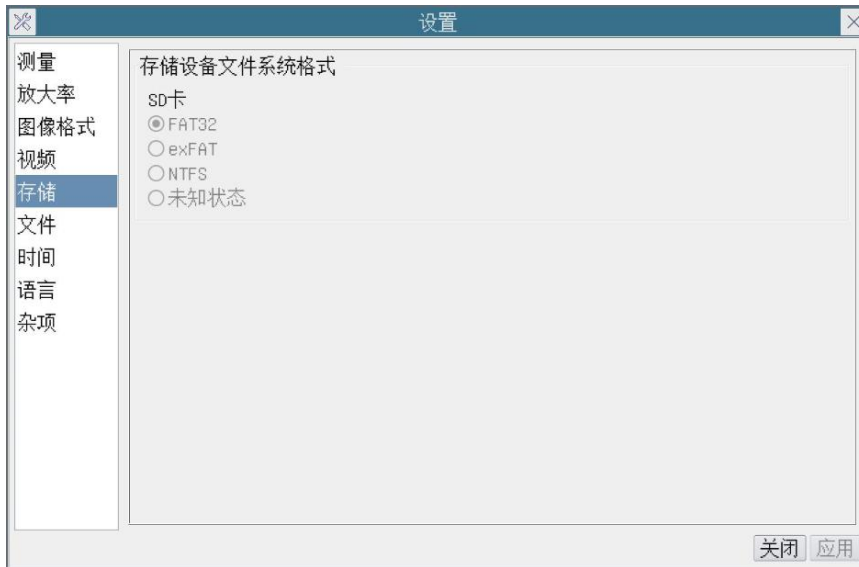 设置
测量
放大率
图像格式
视频
存储
文件
时间
语言
杂项
存储设备文件系统格式
SD卡
FAT32
exFAT
NTFS
未知状态
关闭
应用